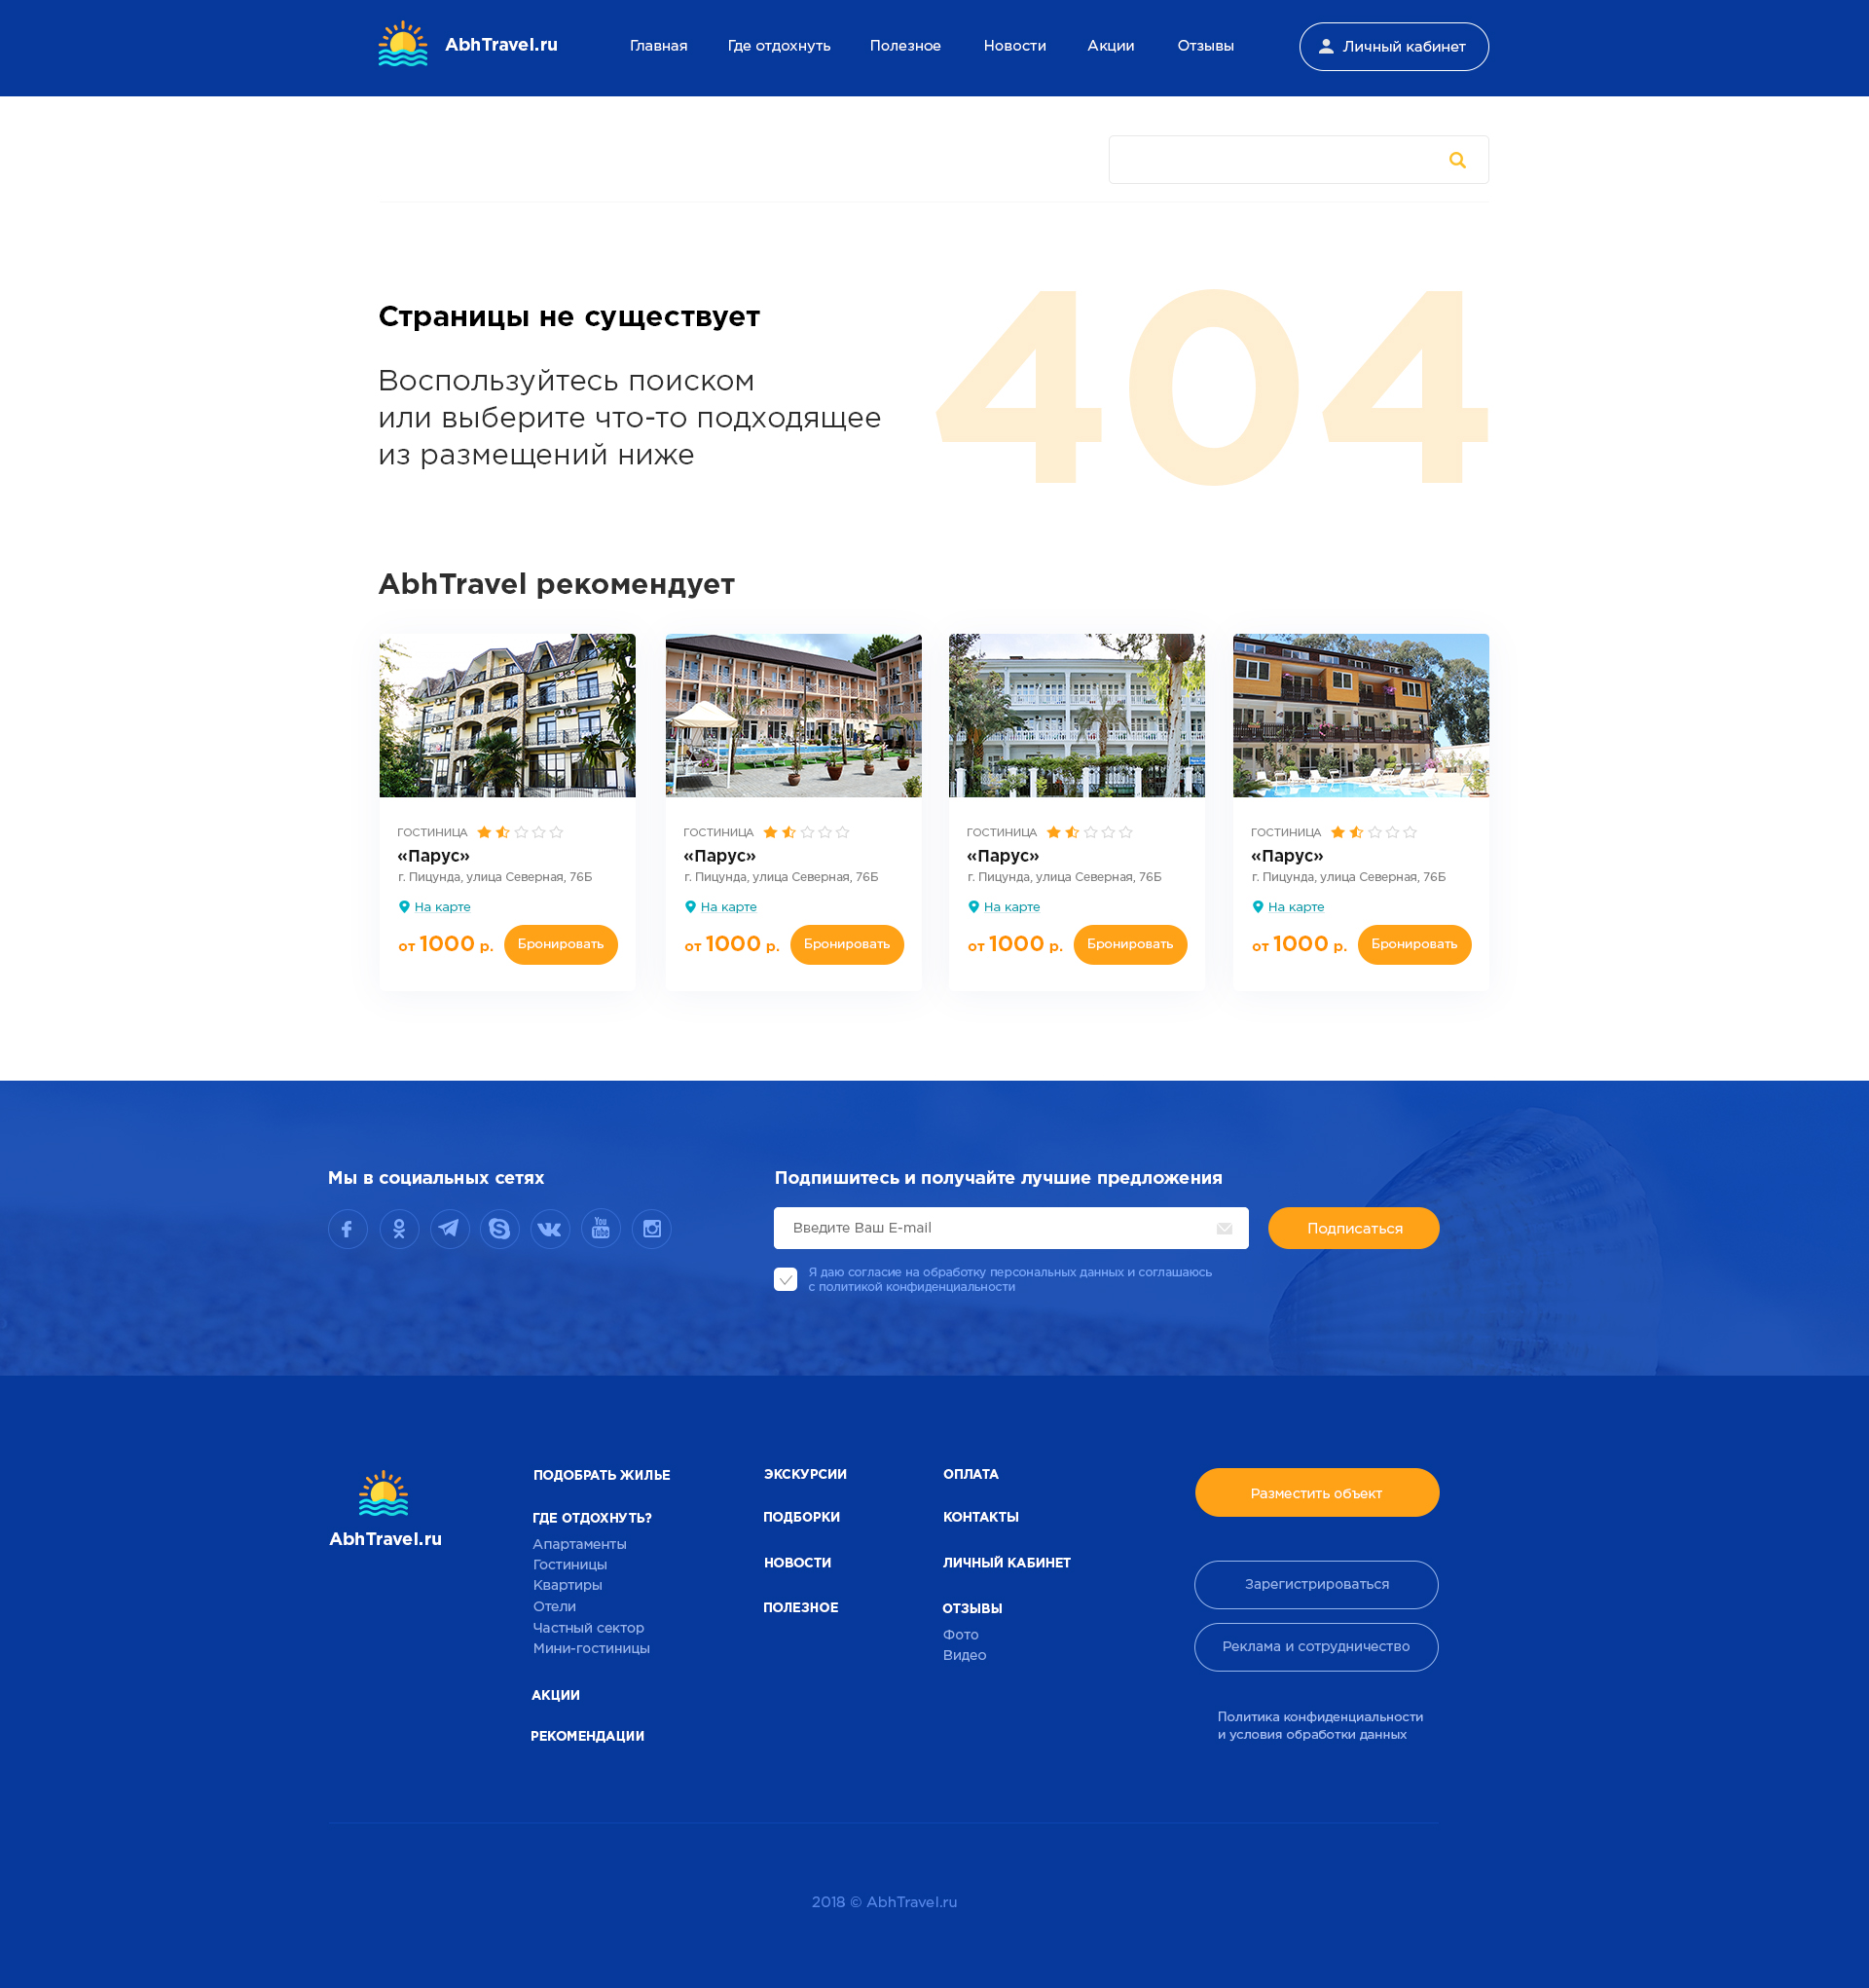 AbhTravel.ru
Главная Где отдохнуть Полезное Новости Акции Отзывы
Личный кабинет
Страницы не существует
Воспользуйтесь поиском
или выберите что-то подходящее
из размещений ниже
404
AbhTravel рекомендует
ГОСТИНИЦА
«Парус»
г. Пицунда, улица Северная, 76Б
На карте
от 1000 р.
Бронировать
ГОСТИНИЦА
«Парус»
г. Пицунда, улица Северная, 76Б
На карте
от 1000 р.
Бронировать
ГОСТИНИЦА
«Парус»
г. Пицунда, улица Северная, 76Б
На карте
от 1000 р.
Бронировать
ГОСТИНИЦА
«Парус»
г. Пицунда, улица Северная, 76Б
На карте
от 1000 р.
Бронировать
Мы в социальных сетях
You
Tube
Подпишитесь и получайте лучшие предложения
Введите Ваш E-mail
Подписаться
Я даю согласие на обработку персональных данных и соглашаюсь
с политикой конфиденциальности
AbhTravel.ru
ПОДОБРАТЬ ЖИЛЬЕ
ГДЕ ОТДОХНУТЬ?
Апартаменты
Гостиницы
Квартиры
Отели
Частный сектор
Мини-гостиницы
АКЦИИ
РЕКОМЕНДАЦИИ
ЭКСКУРСИИ
ПОДБОРКИ
НОВОСТИ
ПОЛЕЗНОЕ
ОПЛАТА
КОНТАКТЫ
ЛИЧНЫЙ КАБИНЕТ
ОТЗЫВЫ
Фото
Видео
Разместить объект
Зарегистрироваться
Реклама и сотрудничество
Политика конфиденциальности
и условия обработки данных
2018 © AbhTravel.ru